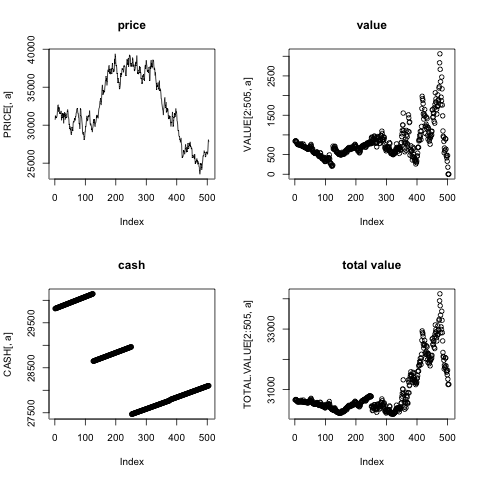 price
PRICE[, a]
40000
35000
30000
25000
0 100 200 300 400 500
Index
value
VALUE[2:505, a]
2500
1500
500
0
0 100 200 300 400 500
Index
cash
CASH[, a]
29500
28500
27500
0 100 200 300 400 500
Index
total value
TOTAL.VALUE[2:505, a]
33000
31000
0 100 200 300 400 500
Index